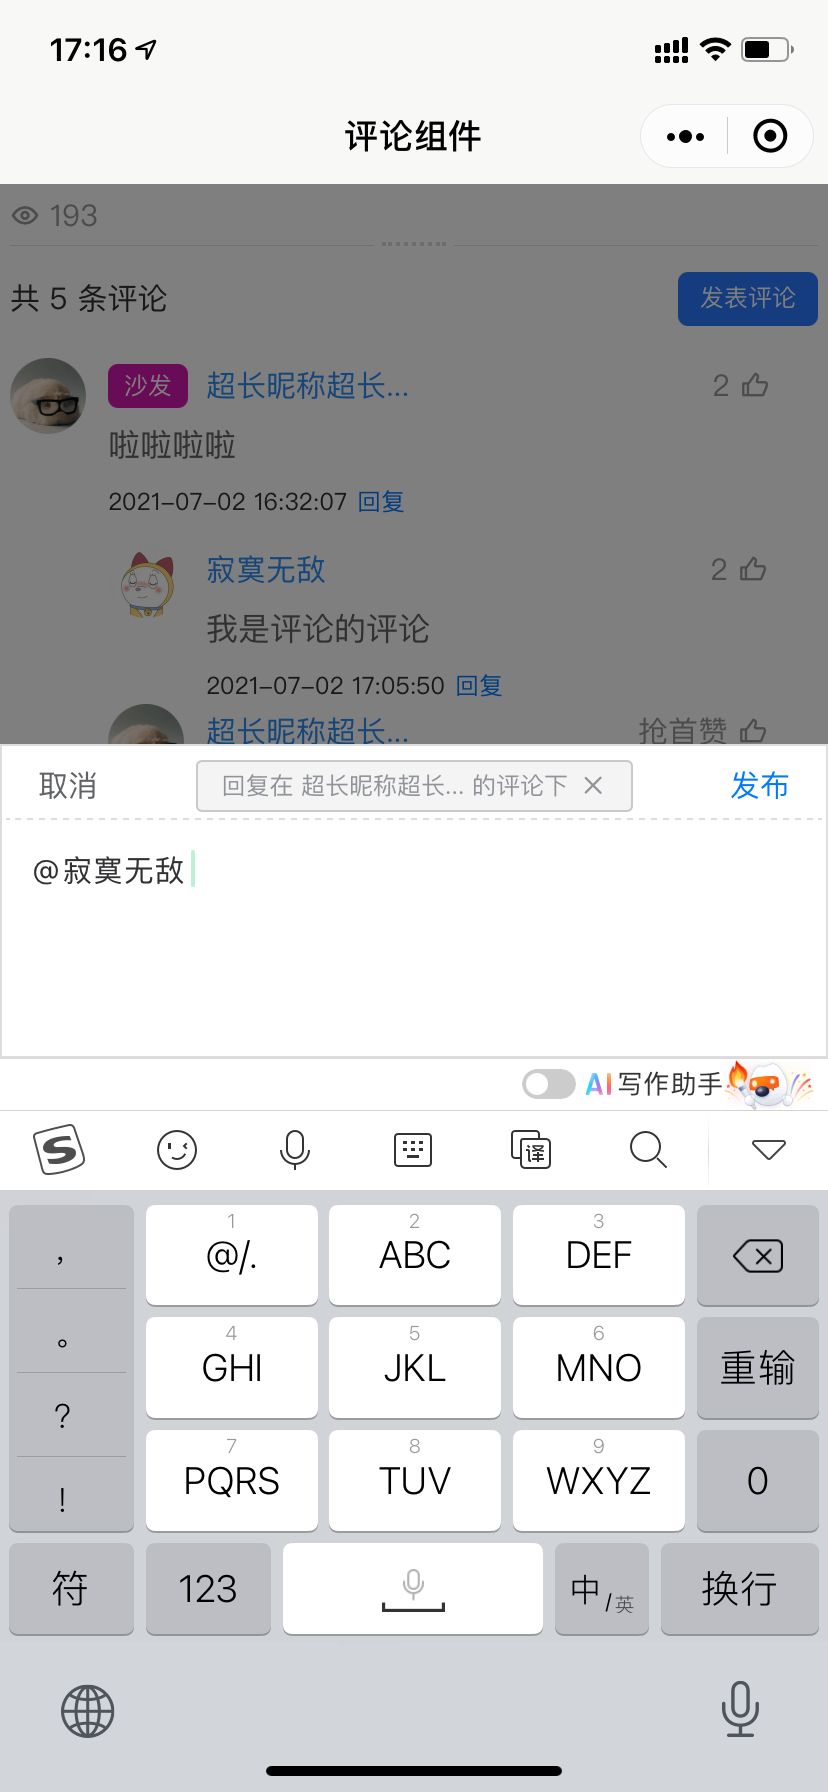 17:16
评论组件
193
共 5 条评论
发表评论
沙发 超长昵称超长... 2
啦啦啦啦
2021-07-02 16:32:07 回复
寂寞无敌 2
我是评论的评论
2021-07-02 17:05:50 回复
超长昵称超长... 抢首赞
取消 回复在 超长昵称超长... 的评论下 发布
@寂寞无敌
AI 写作助手
S 译
， 1 @/. 2 ABC 3 DEF
。 4 GHI 5 JKL 6 MNO 重输
? 7 PQRS 8 TUV 9 WXYZ 0
!
符 123 中/英 换行